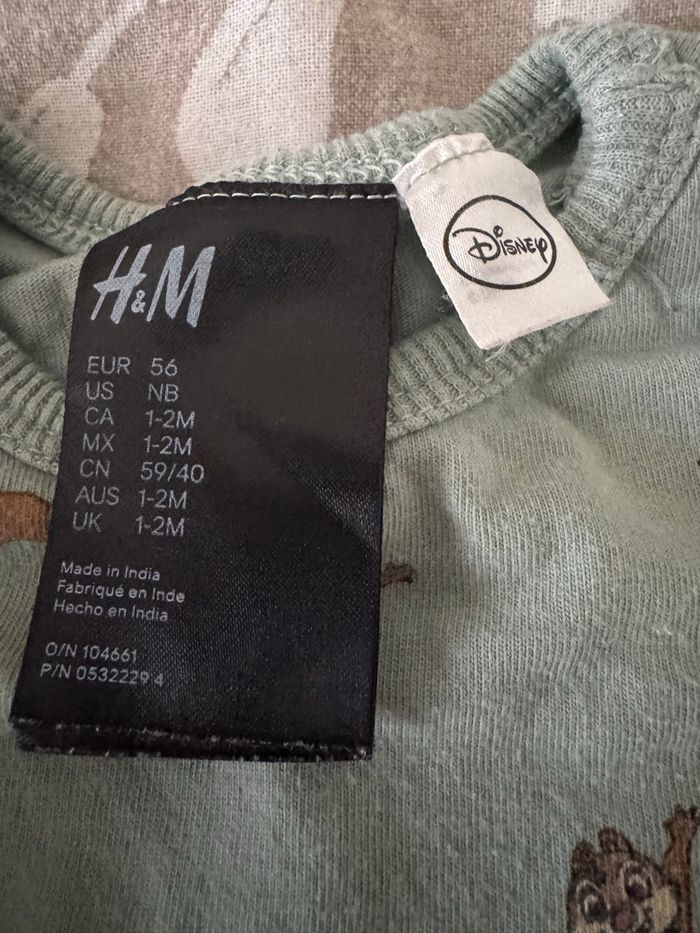 H&M
EUR 56
US NB
CA 1-2M
MX 1-2M
CN 59/40
AUS 1-2M
UK 1-2M
Made in India
Fabriqué en Inde
Hecho en India
O/N 104661
P/N 0532229 4
Disney